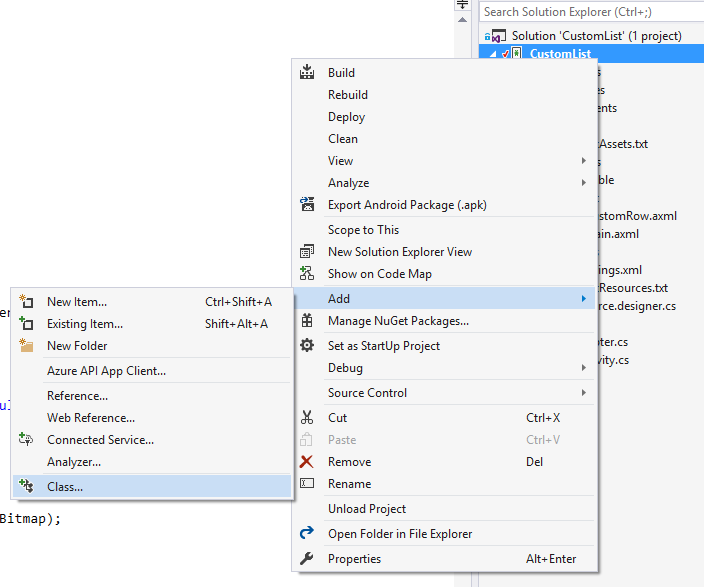 Search Solution Explorer (Ctrl+;)
Solution 'CustomList' (1 project)
CustomList
Build
Rebuild
Deploy
Clean
View
Analyze
Export Android Package (.apk)
Scope to This
New Solution Explorer View
Show on Code Map
Add
Manage NuGet Packages...
Set as StartUp Project
Debug
Source Control
Cut Ctrl+X
Paste Ctrl+V
Remove Del
Rename
Unload Project
Open Folder in File Explorer
Properties Alt+Enter
New Item... Ctrl+Shift+A
Existing Item... Shift+Alt+A
New Folder
Azure API App Client...
Reference...
Web Reference...
Connected Service...
Analyzer...
Class...
s
es
ents
tAssets.txt
s
ble
stomRow.axml
ain.axml
ings.xml
tResources.txt
rce.designer.cs
ter.cs
vity.cs
er
ul
Bitmap);